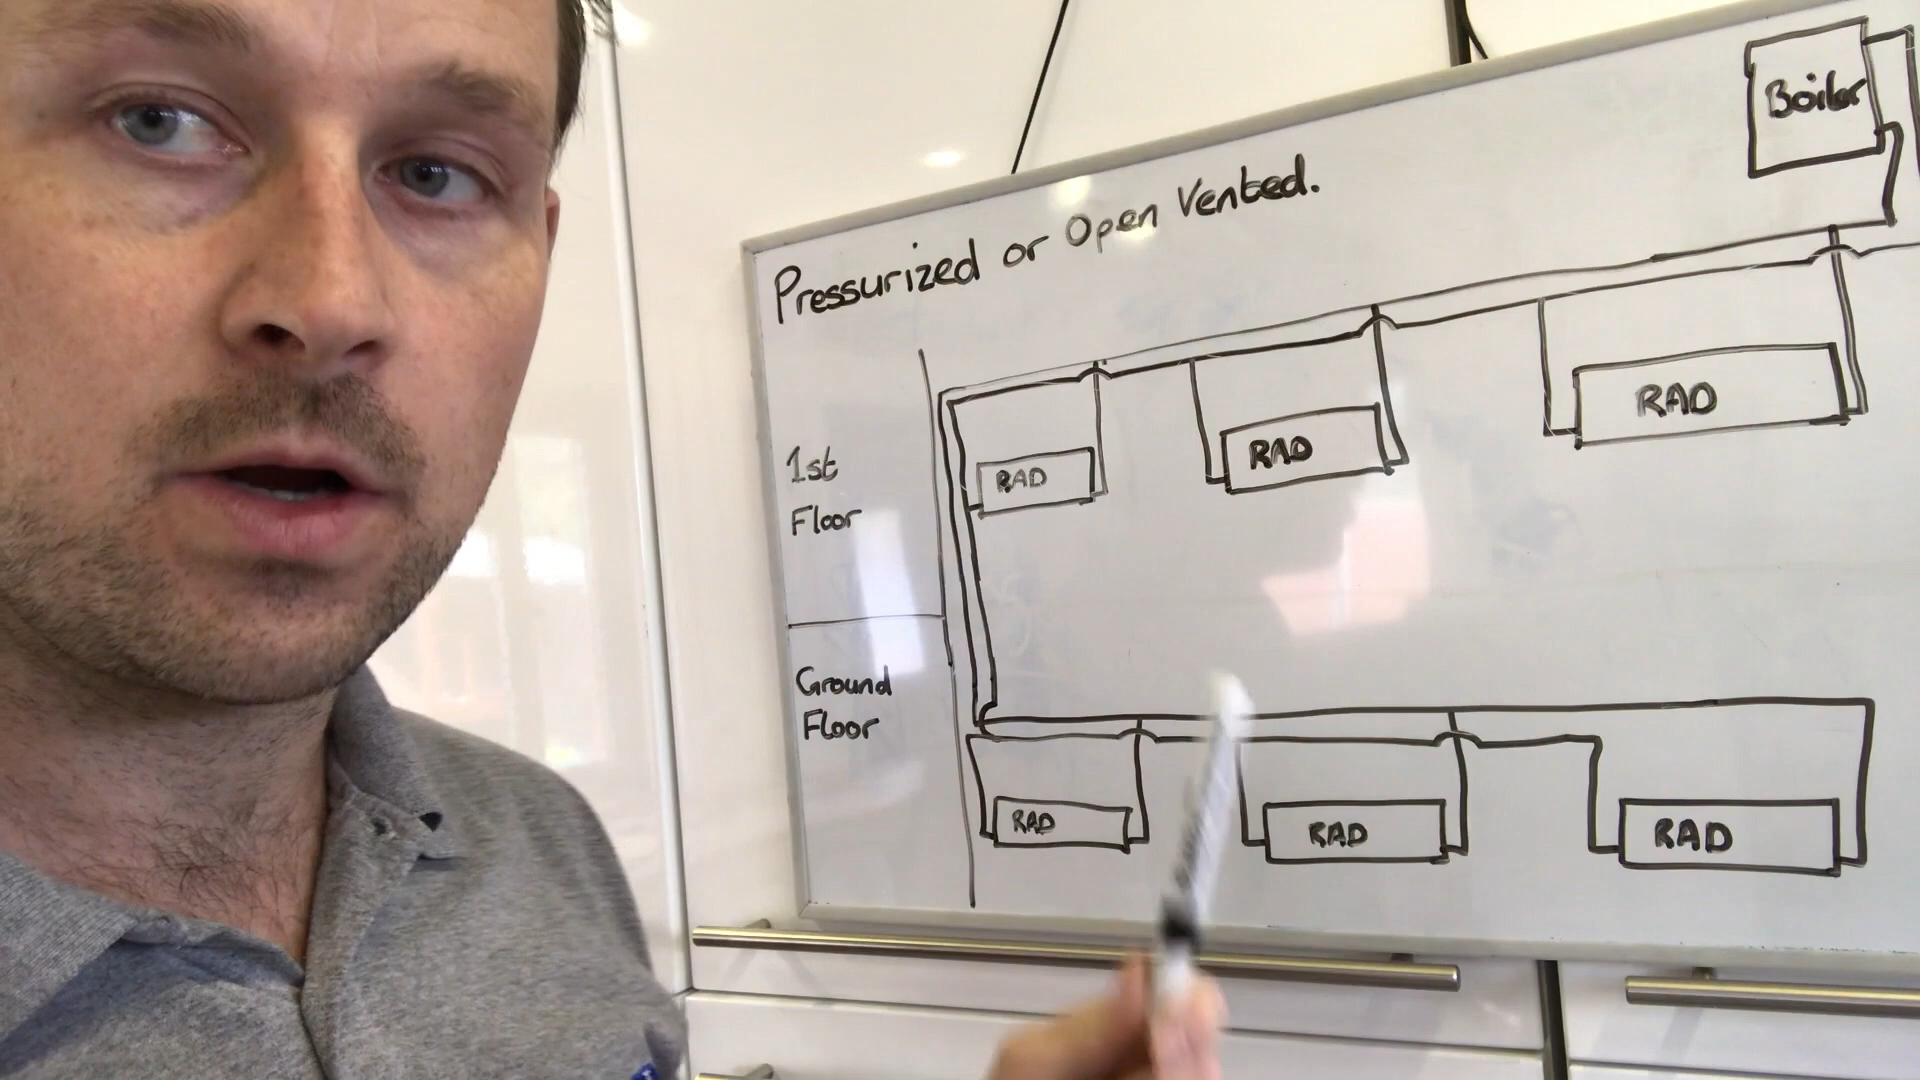 Boiler
Pressurized or Open Vented.
1st
Floor
RAD
RAD
RAD
Ground
Floor
RAD
RAD
RAD